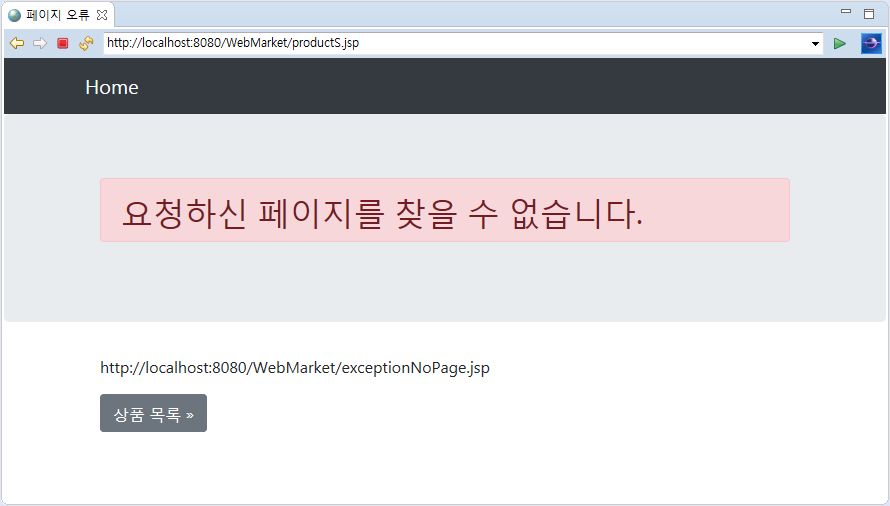 페이지 오류
http://localhost:8080/WebMarket/productS.jsp
Home
요청하신 페이지를 찾을 수 없습니다.
http://localhost:8080/WebMarket/exceptionNoPage.jsp
상품 목록 »